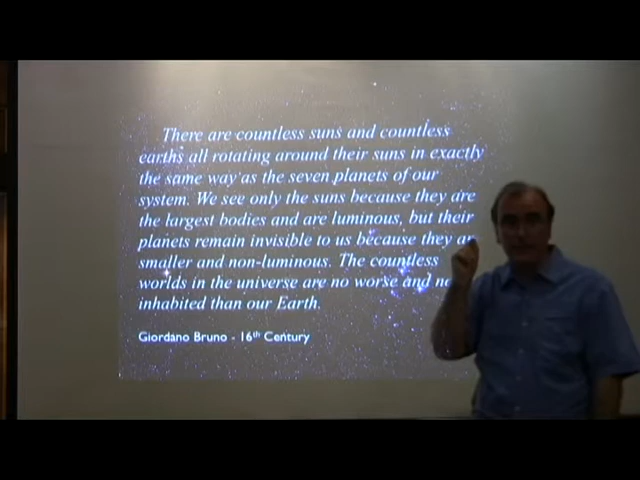 There are countless suns and countless
earths all rotating around their suns in exactly
the same way as the seven planets of our
system. We see only the suns because they are
the largest bodies and are luminous, but their
planets remain invisible to us because they ar
smaller and non-luminous. The countless
worlds in the universe are no worse and no
inhabited than our Earth.
Giordano Bruno - 16th Century